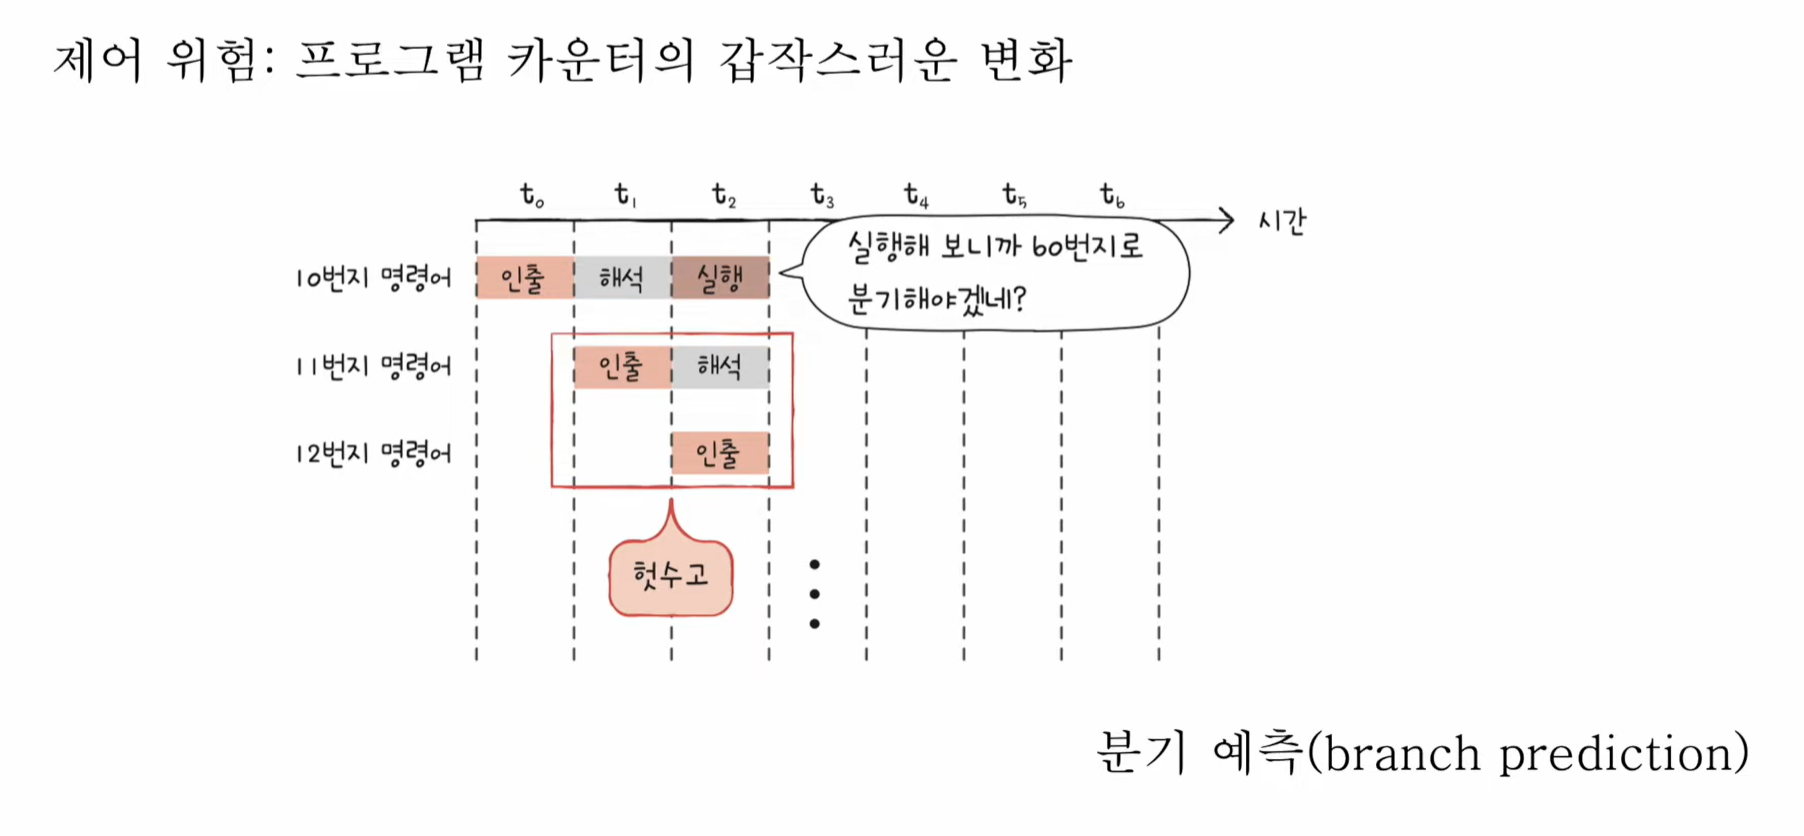 제어 위험: 프로그램 카운터의 갑작스러운 변화
t₀ t₁ t₂ t₃ t₄ t₅ t₆
시간
10번지 명령어 인출 해석 실행
실행해 보니까 60번지로
분기해야겠네?
11번지 명령어 인출 해석
12번지 명령어 인출
헛수고
분기 예측(branch prediction)